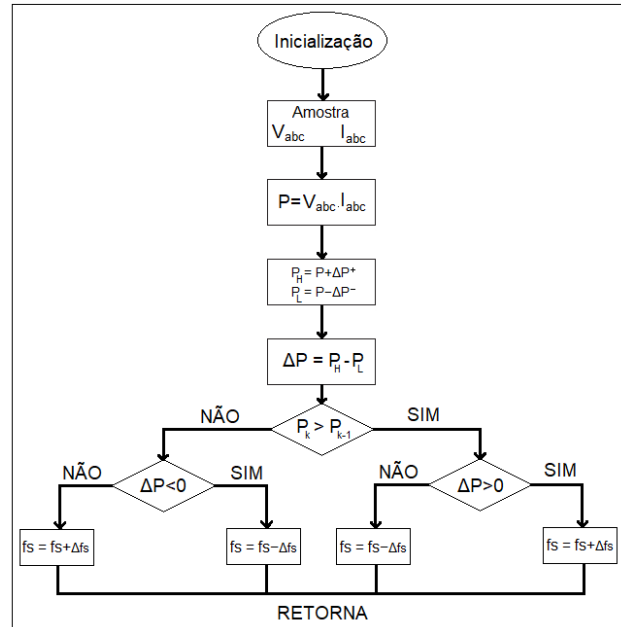 Inicialização
Amostra
Vabc Iabc
P=Vabc.Iabc
PH = P+ΔP⁺
PL = P−ΔP⁻
ΔP = PH-PL
NÃO
Pk > Pk-1
SIM
NÃO
ΔP<0
SIM
NÃO
ΔP>0
SIM
fS = fS+Δfs
fS = fS−Δfs
fS = fS−Δfs
fS = fS+Δfs
RETORNA